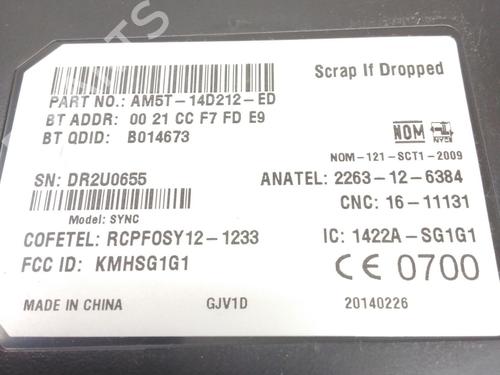 Scrap If Dropped
PART NO.: AM5T-14D212-ED
BT ADDR: 00 21 CC F7 FD E9
BT QDID: B014673
NOM
NYCE
NOM-121-SCT1-2009
SN: DR2U0655
ANATEL: 2263-12-6384
Model: SYNC
CNC: 16-11131
COFETEL: RCPFOSY12-1233
IC: 1422A-SG1G1
FCC ID: KMHSG1G1
CE 0700
MADE IN CHINA
GJV1D
20140226